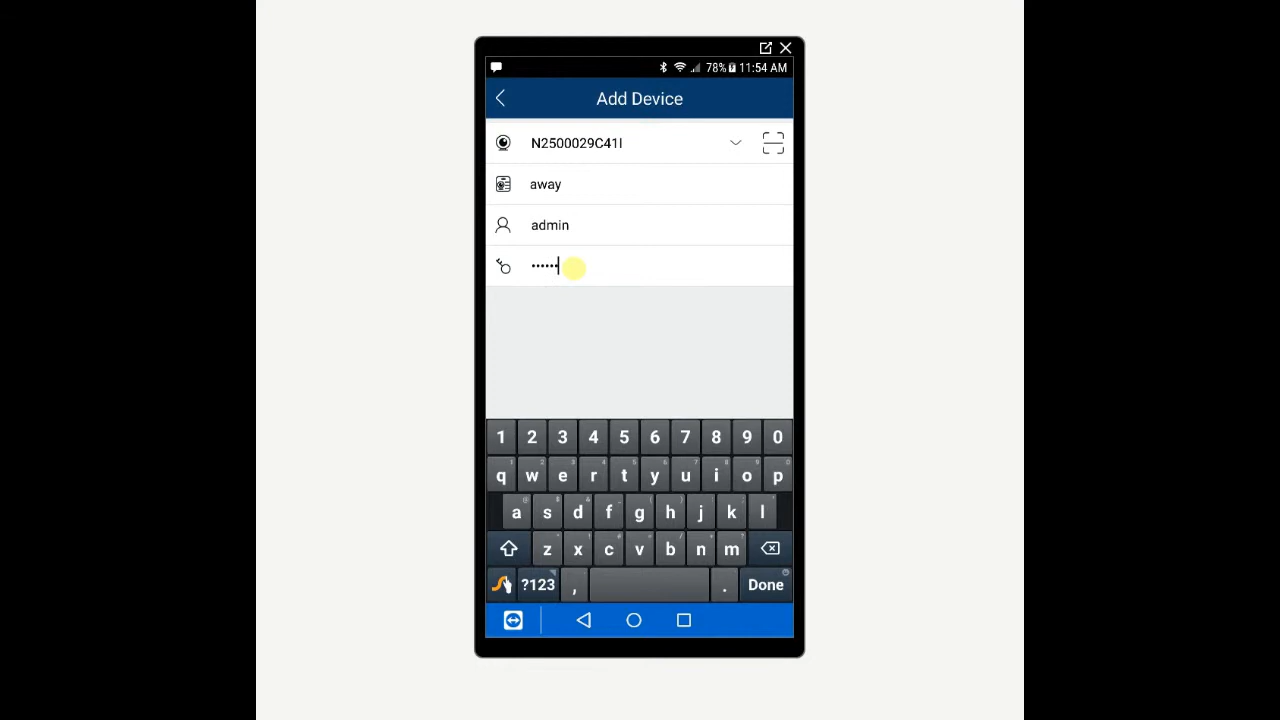 78% 11:54 AM
Add Device
N2500029C41I
away
admin
••••••
1 2 3 4 5 6 7 8 9 0
q w e r t y u i o p
a s d f g h j k l
z x c v b n m
?123 , . Done